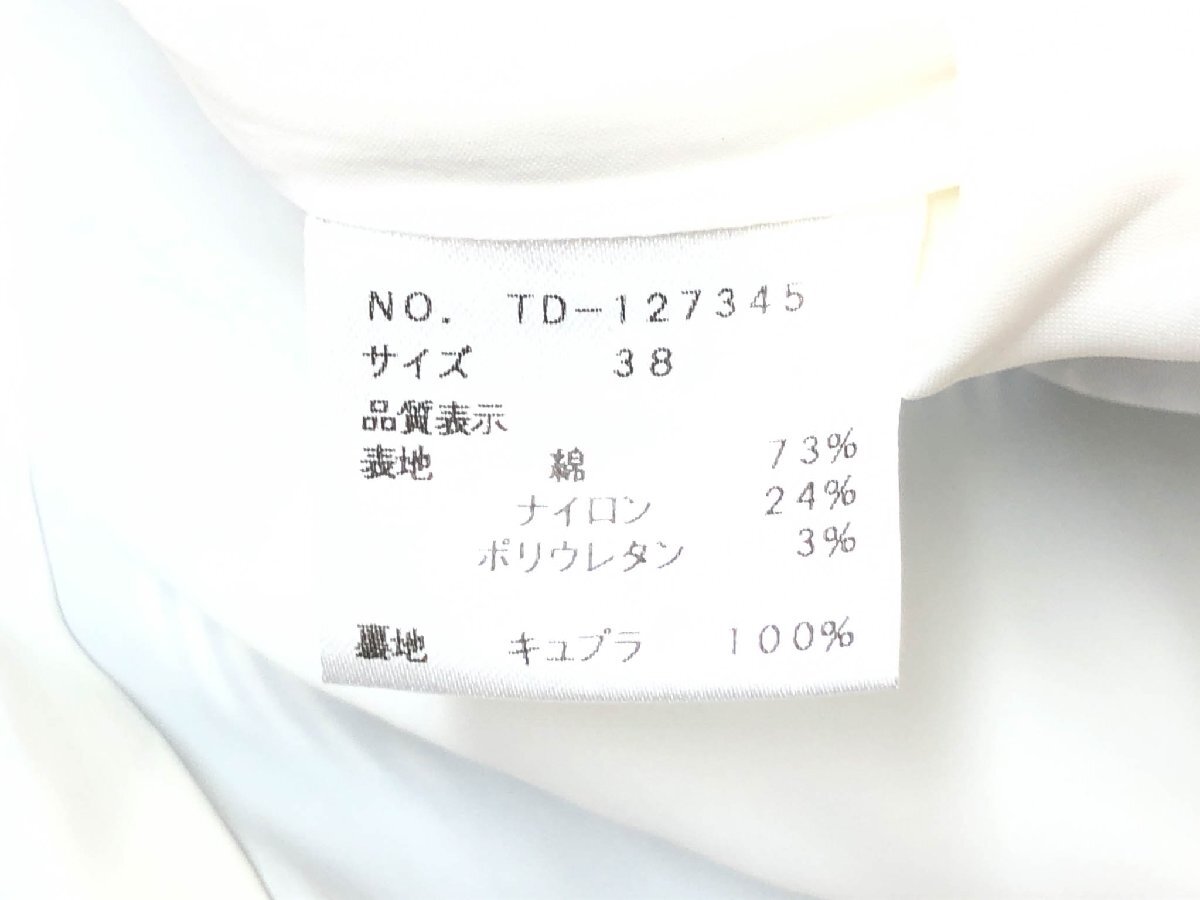 NO. TD-127345
サイズ 38
品質表示
表地 綿 73%
ナイロン 24%
ポリウレタン 3%
裏地 キュプラ 100%